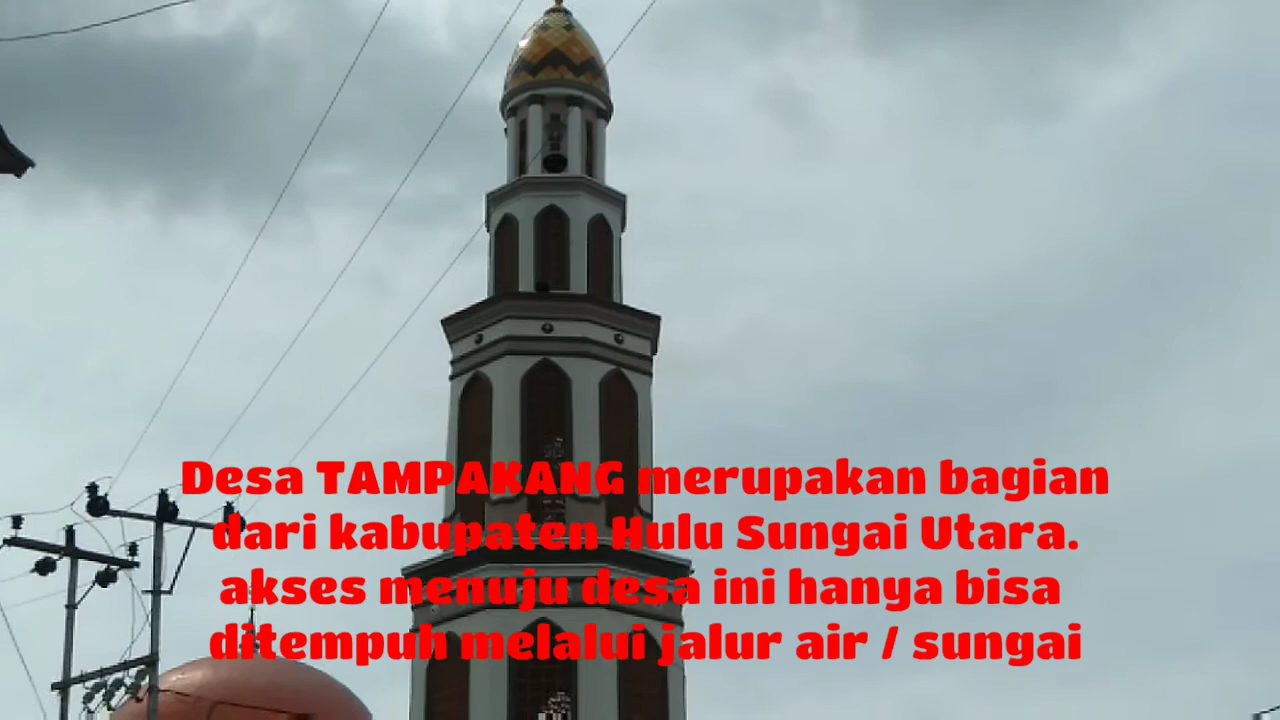 Desa TAMPAKANG merupakan bagian
dari kabupaten Hulu Sungai Utara.
akses menuju desa ini hanya bisa
ditempuh melalui jalur air / sungai